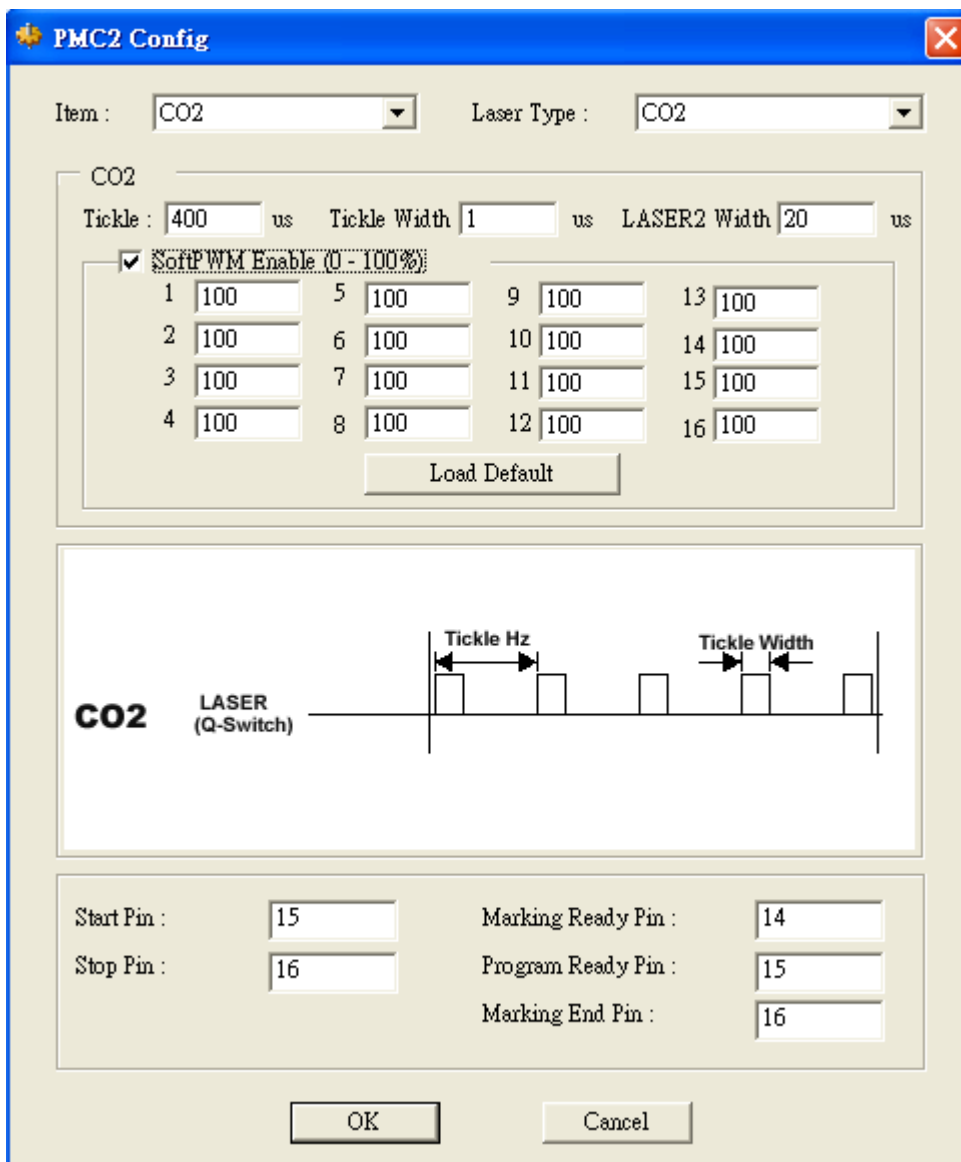 PMC2 Config
Item : CO2 Laser Type : CO2
CO2
Tickle : 400 us Tickle Width 1 us LASER2 Width 20 us
SoftPWM Enable (0 - 100%)
1 100 5 100 9 100 13 100
2 100 6 100 10 100 14 100
3 100 7 100 11 100 15 100
4 100 8 100 12 100 16 100
Load Default
Tickle Hz Tickle Width
CO2 LASER
(Q-Switch)
Start Pin : 15 Marking Ready Pin : 14
Stop Pin : 16 Program Ready Pin : 15
Marking End Pin : 16
OK Cancel